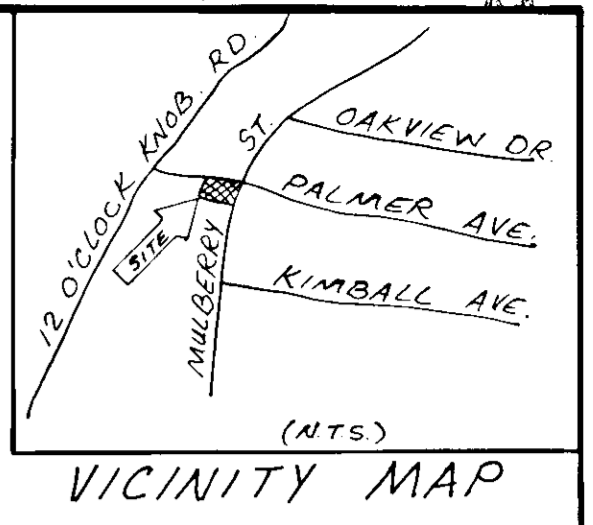 12 O'CLOCK KNOB. RD.
MULBERRY ST.
OAKVIEW DR.
PALMER AVE.
KIMBALL AVE.
SITE
(N.T.S.)
VICINITY MAP